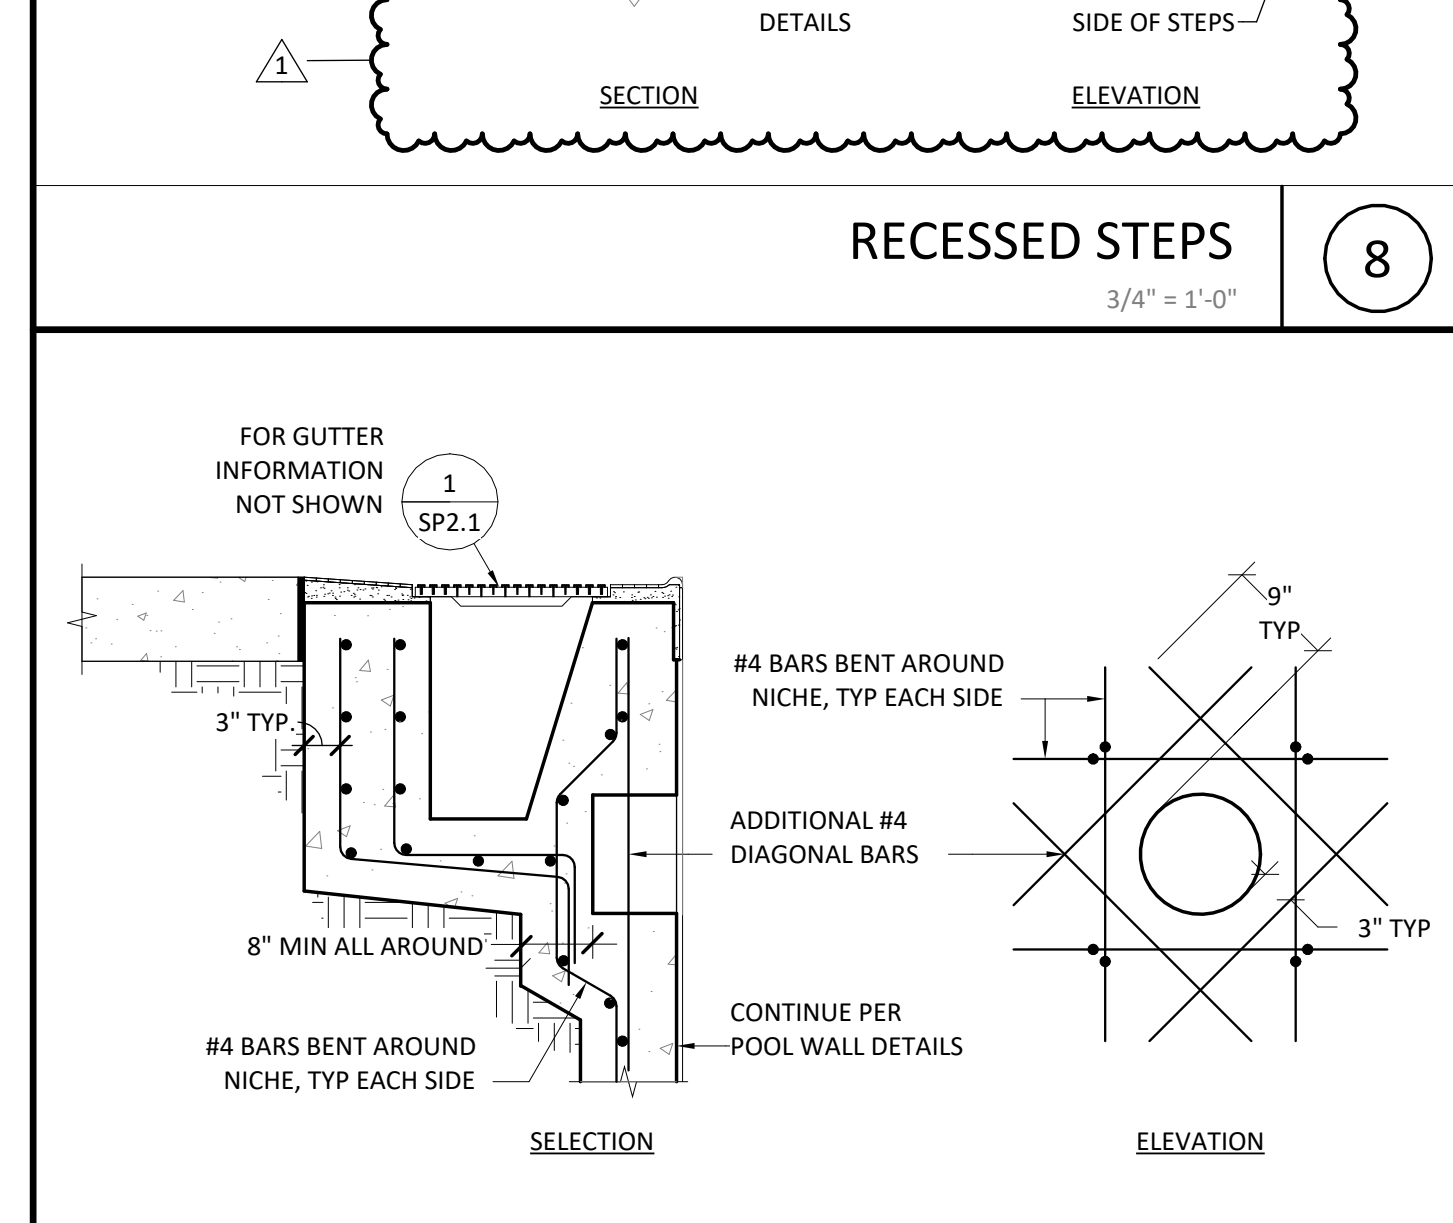 DETAILS
SIDE OF STEPS
1
SECTION
ELEVATION
RECESSED STEPS
3/4" = 1'-0"
8
FOR GUTTER
INFORMATION
NOT SHOWN
1
SP2.1
3" TYP.
8" MIN ALL AROUND
#4 BARS BENT AROUND
NICHE, TYP EACH SIDE
#4 BARS BENT AROUND
NICHE, TYP EACH SIDE
ADDITIONAL #4
DIAGONAL BARS
CONTINUE PER
POOL WALL DETAILS
9"
TYP
3" TYP
SELECTION
ELEVATION